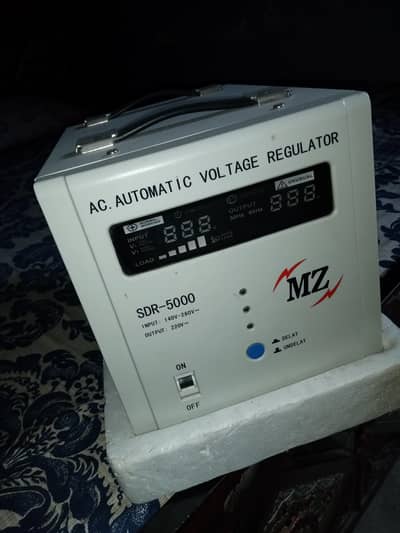 AC. AUTOMATIC VOLTAGE REGULATOR
INPUT
OUTPUT
UNUSUAL
LOAD
888
888
SDR-5000
INPUT: 140V-260V~
OUTPUT: 220V~
MZ
DELAY
UNDELAY
ON
OFF